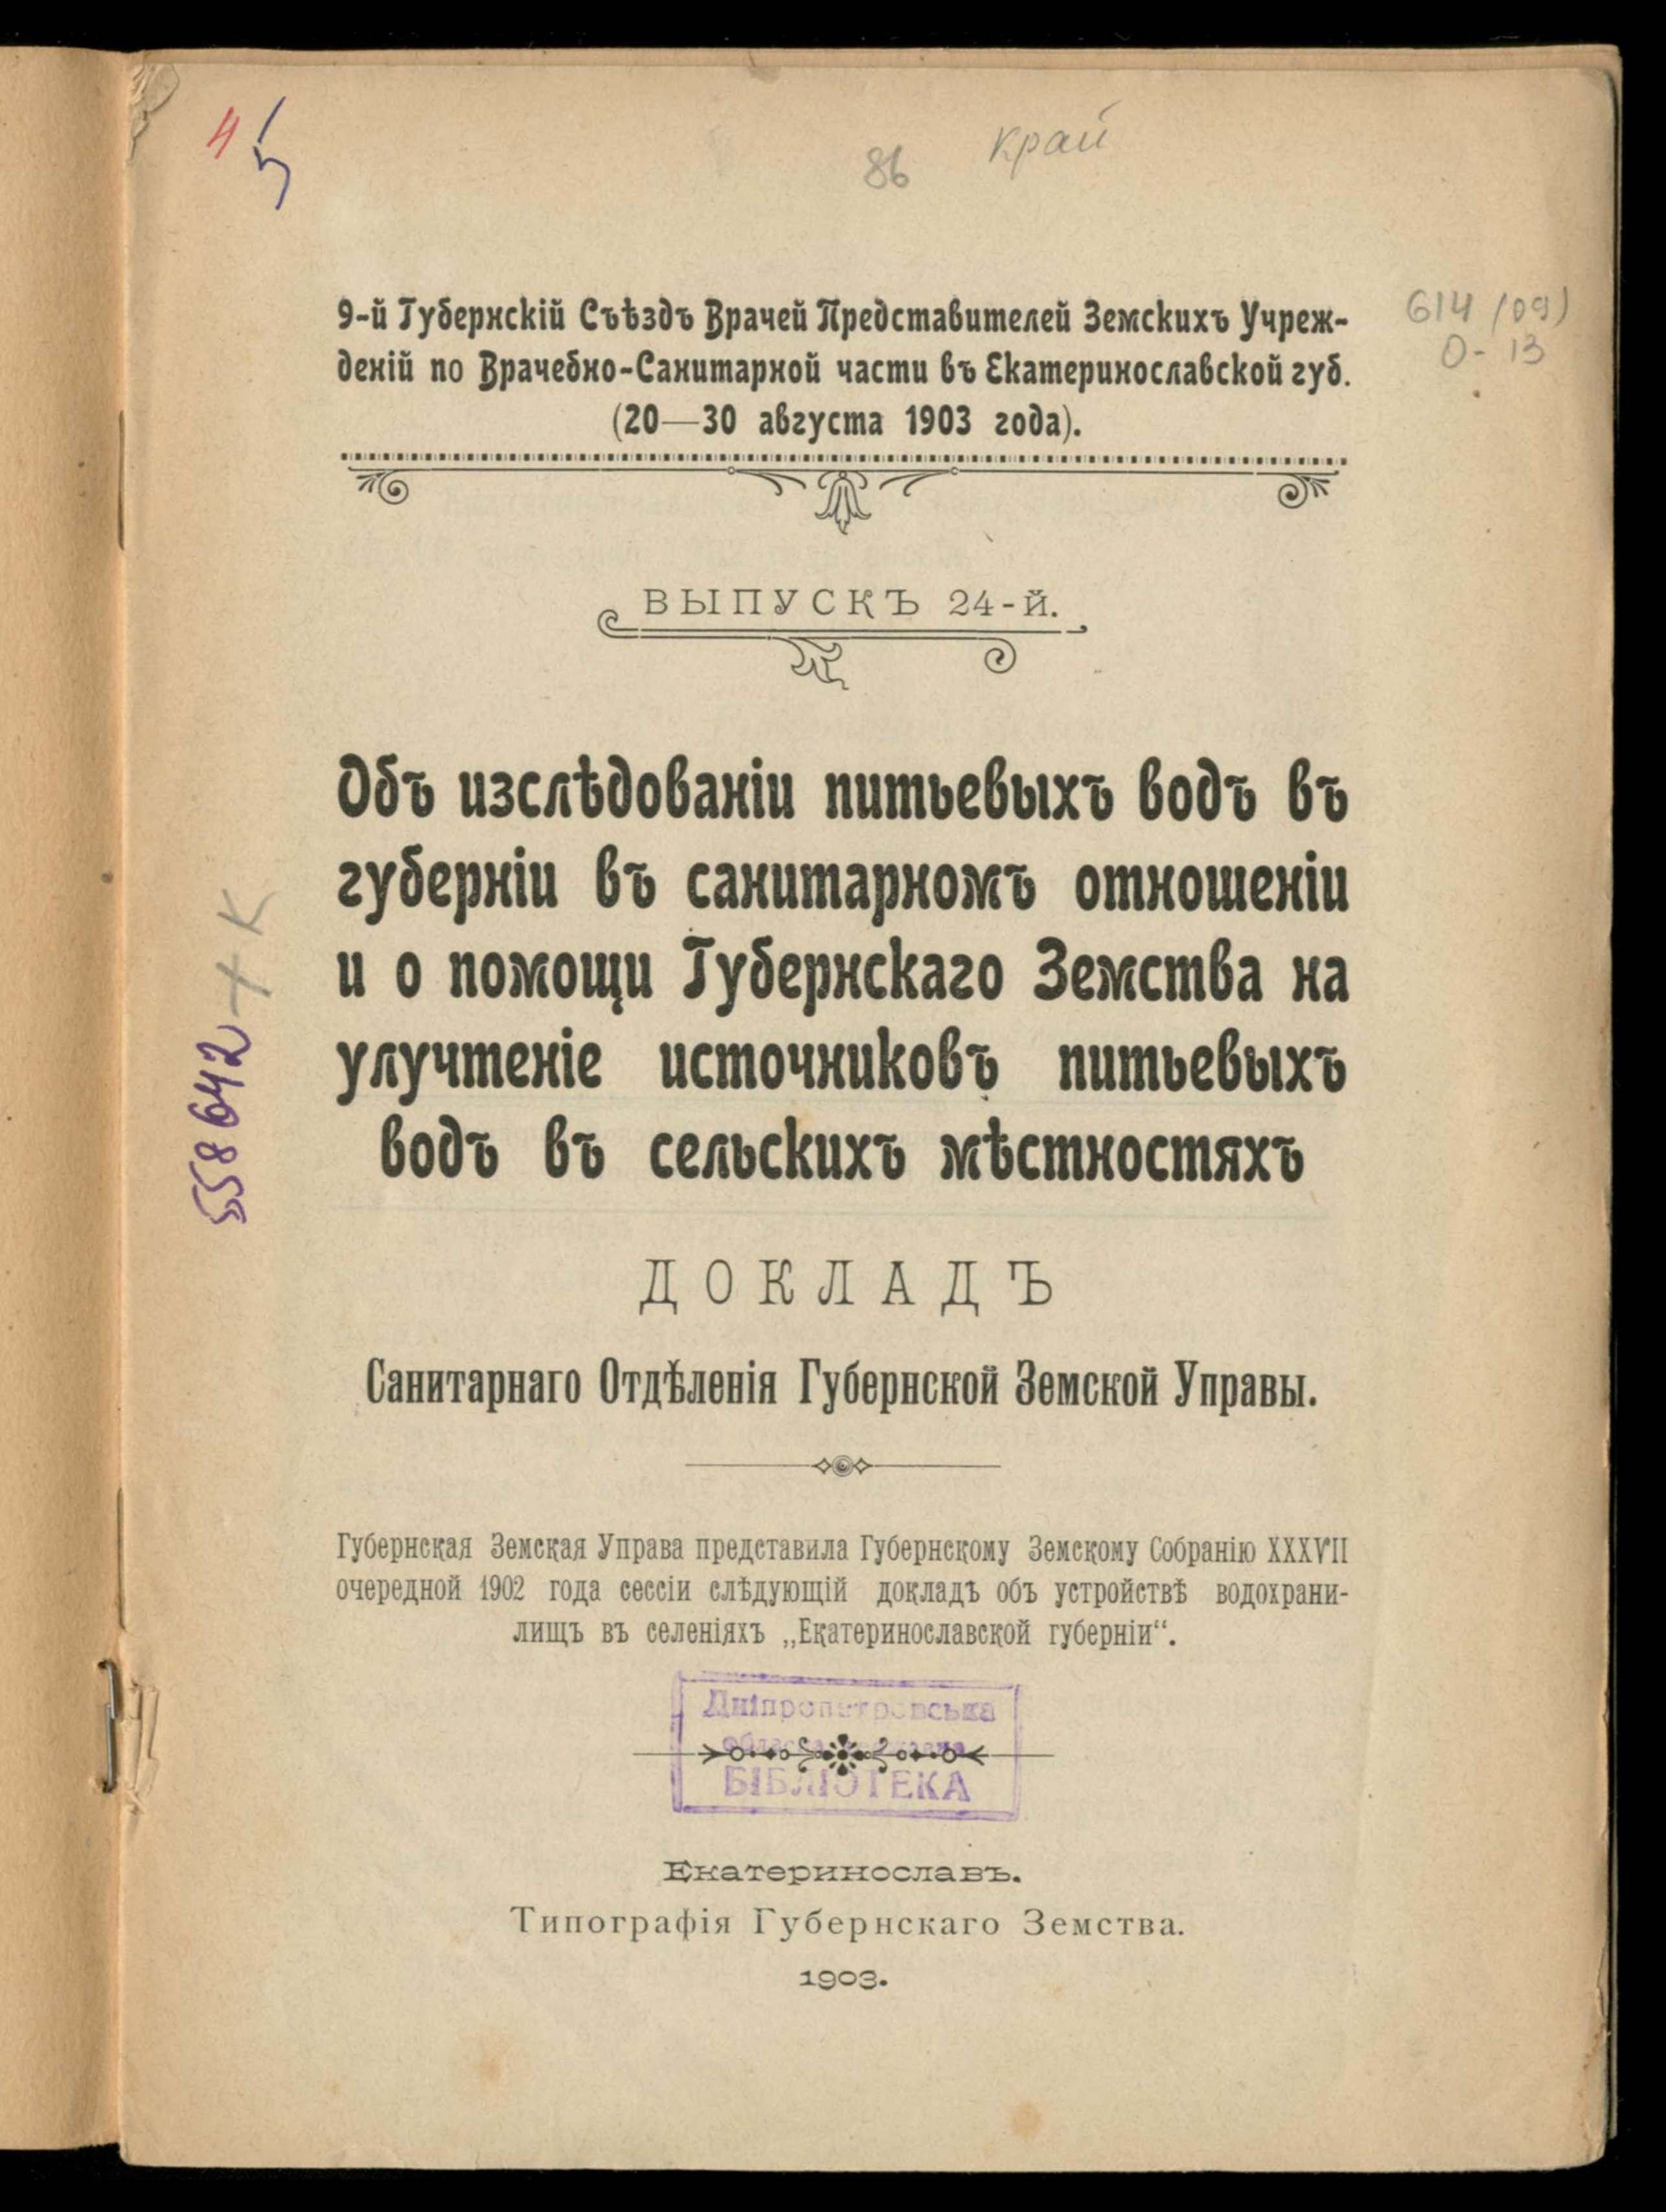 4
5
86
край
614 (09)
О-13
9-й Губернскій Съѣздъ Врачей Представителей Земскихъ Учреж-
деній по Врачебно-Санитарной части въ Екатеринославской губ.
(20—30 августа 1903 года).
ВЫПУСКЪ 24-й.
Объ изслѣдованіи питьевыхъ водъ въ
губерніи въ санитарномъ отношеніи
и о помощи Губернскаго Земства на
улучтеніе источниковъ питьевыхъ
водъ въ сельскихъ мѣстностяхъ
558642 + К
ДОКЛАДЪ
Санитарнаго Отдѣленія Губернской Земской Управы.
Губернская Земская Управа представила Губернскому Земскому Собранію XXXVII
очередной 1902 года сессіи слѣдующій докладъ объ устройствѣ водохрани-
лищъ въ селеніяхъ „Екатеринославской губерніи“.
Дніпропетровська
БІБЛІОТЕКА
Екатеринославъ.
Типографія Губернскаго Земства.
1903.